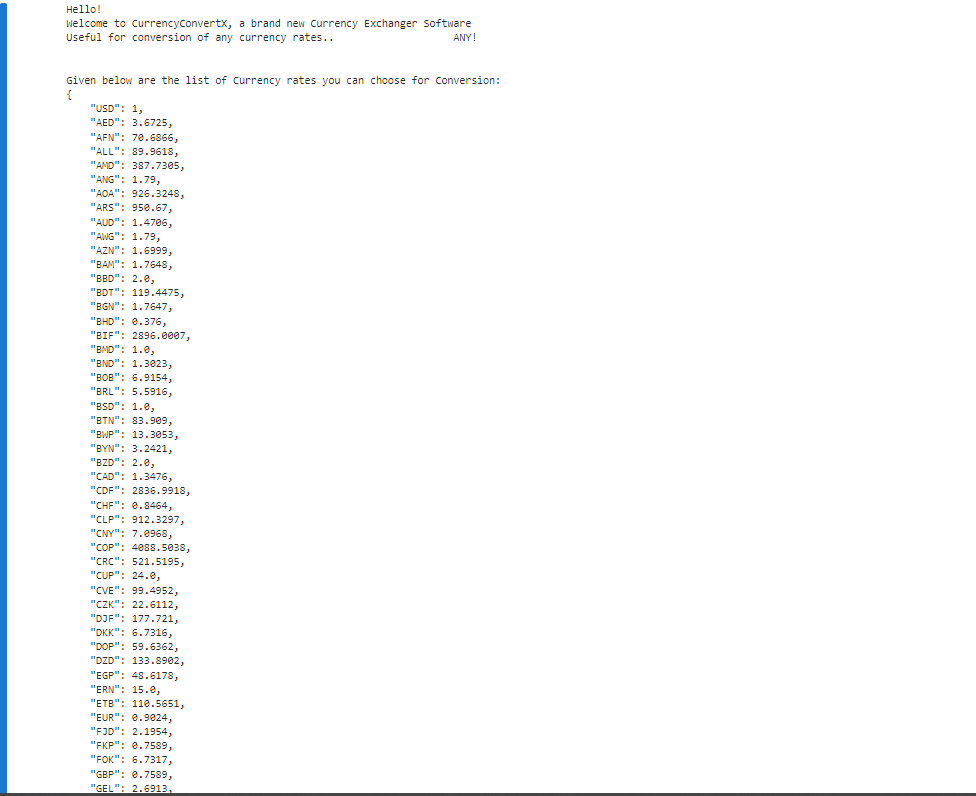 Hello!
Welcome to CurrencyConvertX, a brand new Currency Exchanger Software
Useful for conversion of any currency rates.. ANY!
Given below are the list of Currency rates you can choose for Conversion:
{
"USD": 1,
"AED": 3.6725,
"AFN": 70.6866,
"ALL": 89.9618,
"AMD": 387.7305,
"ANG": 1.79,
"AOA": 926.3248,
"ARS": 950.67,
"AUD": 1.4706,
"AWG": 1.79,
"AZN": 1.6999,
"BAM": 1.7648,
"BBD": 2.0,
"BDT": 119.4475,
"BGN": 1.7647,
"BHD": 0.376,
"BIF": 2896.0007,
"BMD": 1.0,
"BND": 1.3023,
"BOB": 6.9154,
"BRL": 5.5916,
"BSD": 1.0,
"BTN": 83.909,
"BWP": 13.3053,
"BYN": 3.2421,
"BZD": 2.0,
"CAD": 1.3476,
"CDF": 2836.9918,
"CHF": 0.8464,
"CLP": 912.3297,
"CNY": 7.0968,
"COP": 4088.5038,
"CRC": 521.5195,
"CUP": 24.0,
"CVE": 99.4952,
"CZK": 22.6112,
"DJF": 177.721,
"DKK": 6.7316,
"DOP": 59.6362,
"DZD": 133.8902,
"EGP": 48.6178,
"ERN": 15.0,
"ETB": 110.5651,
"EUR": 0.9024,
"FJD": 2.1954,
"FKP": 0.7589,
"FOK": 6.7317,
"GBP": 0.7589,
"GEL": 2.6913,